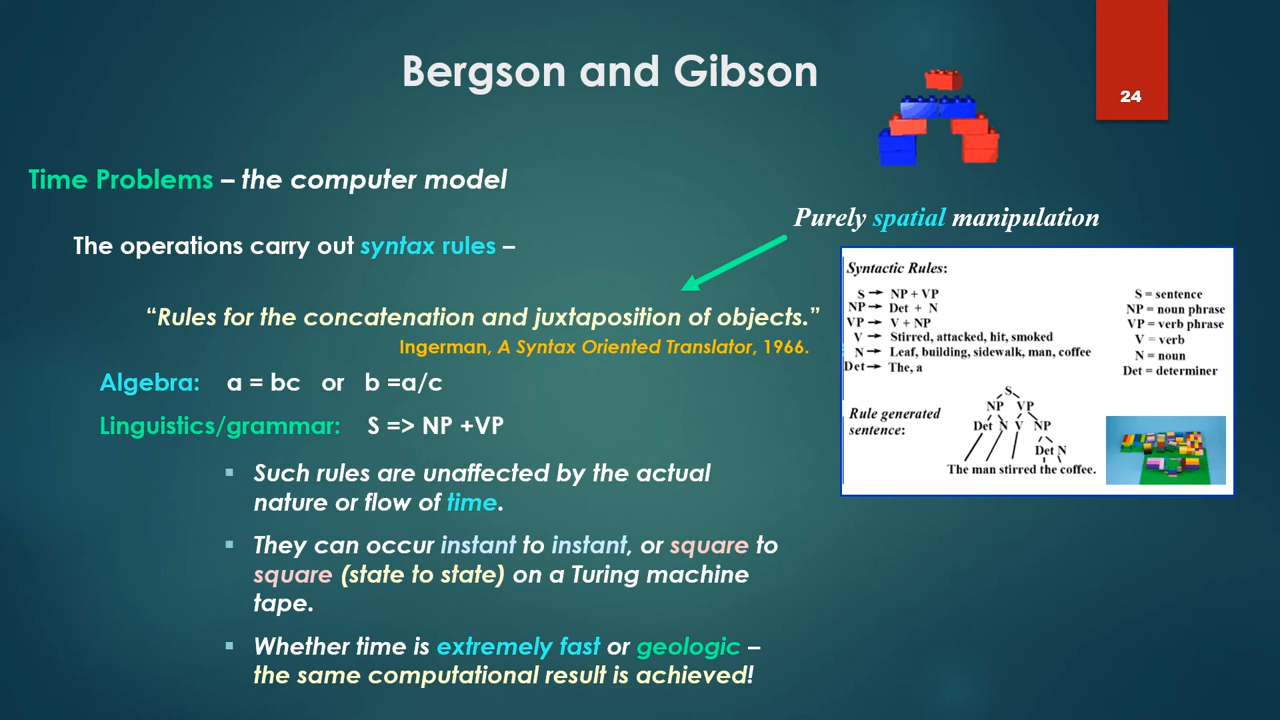 Bergson and Gibson
24
Time Problems – the computer model
The operations carry out syntax rules –
Purely spatial manipulation
“Rules for the concatenation and juxtaposition of objects.”
Ingerman, A Syntax Oriented Translator, 1966.
Algebra: a = bc or b =a/c
Linguistics/grammar: S => NP +VP
▪ Such rules are unaffected by the actual
nature or flow of time.
▪ They can occur instant to instant, or square to
square (state to state) on a Turing machine
tape.
▪ Whether time is extremely fast or geologic –
the same computational result is achieved!
Syntactic Rules:
S → NP + VP
NP → Det + N
VP → V + NP
V → Stirred, attacked, hit, smoked
N → Leaf, building, sidewalk, man, coffee
Det → The, a
S = sentence
NP = noun phrase
VP = verb phrase
V = verb
N = noun
Det = determiner
Rule generated
sentence:
S
NP VP
Det N V NP
Det N
The man stirred the coffee.